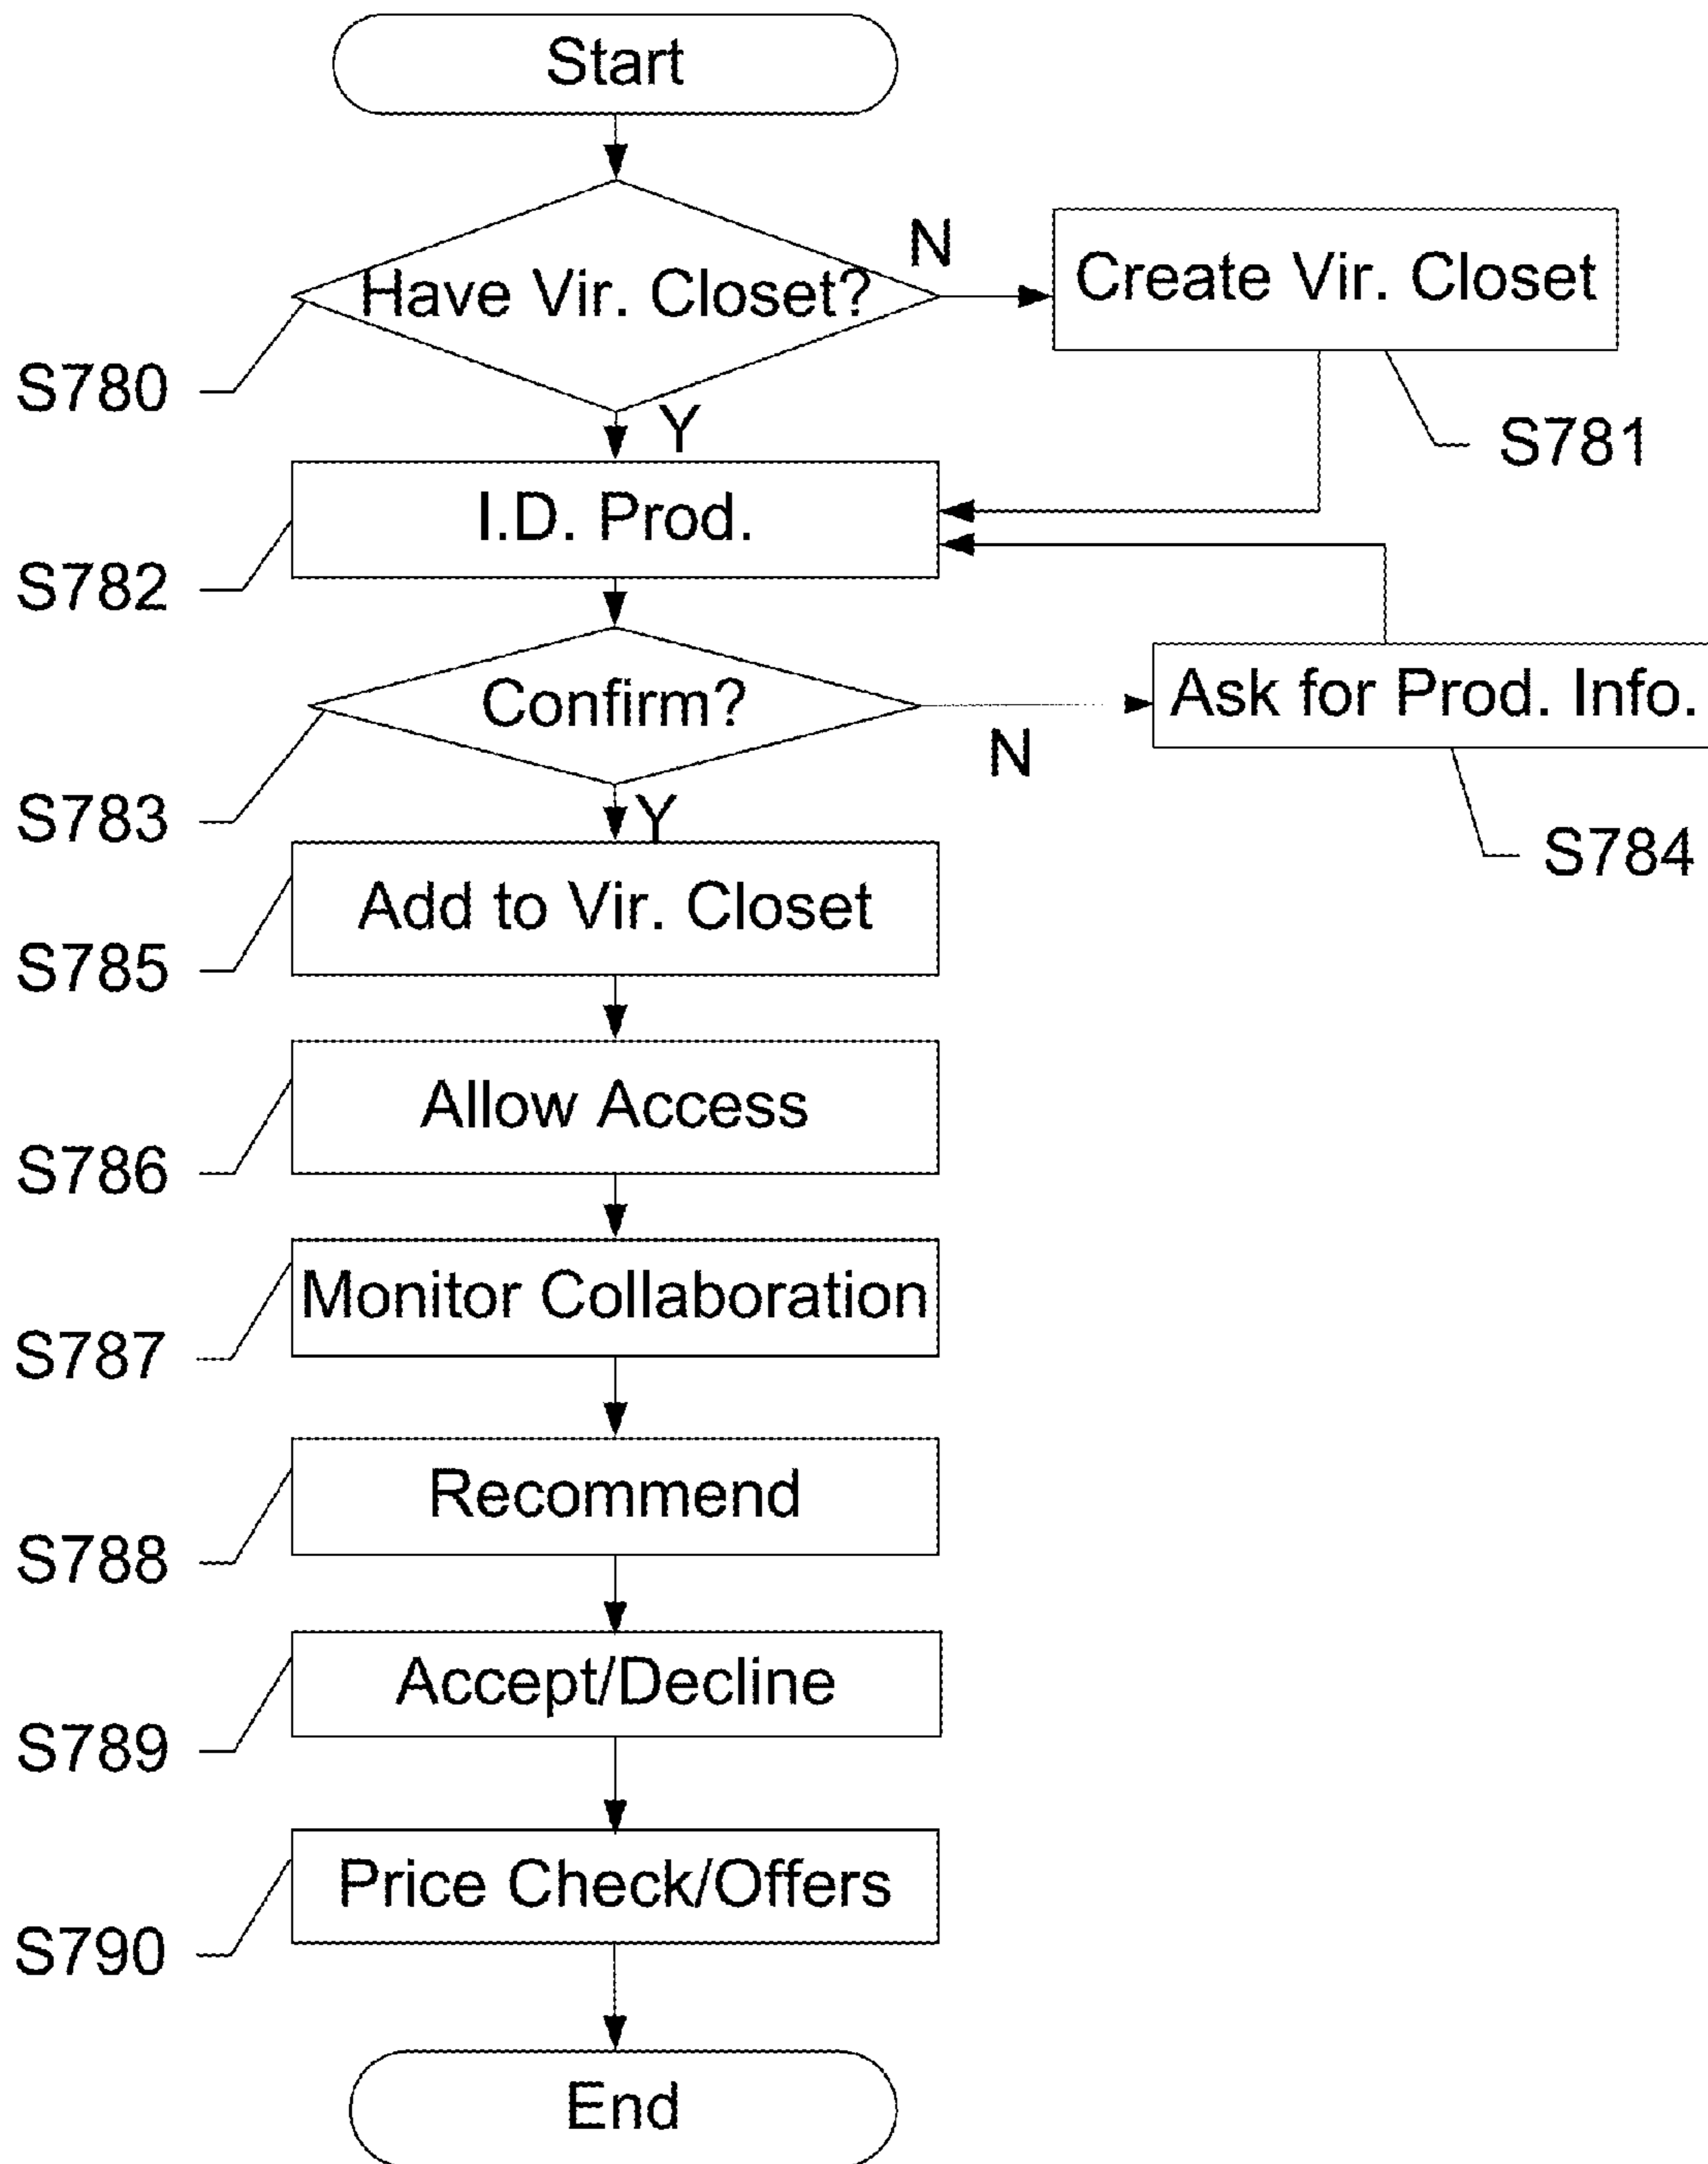 Start
Have Vir. Closet?
N
Create Vir. Closet
S780
Y
S781
I.D. Prod.
S782
Confirm?
N
Ask for Prod. Info.
S783
Y
S784
Add to Vir. Closet
S785
Allow Access
S786
Monitor Collaboration
S787
Recommend
S788
Accept/Decline
S789
Price Check/Offers
S790
End